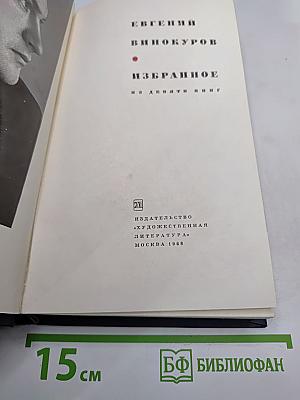 ЕВГЕНИЙ
ВИНОКУРОВ
ИЗБРАННОЕ
ИЗ ДЕВЯТИ КНИГ
ИЗДАТЕЛЬСТВО
«ХУДОЖЕСТВЕННАЯ
ЛИТЕРАТУРА»
МОСКВА 1968
15 см
БФ БИБЛИОФАН